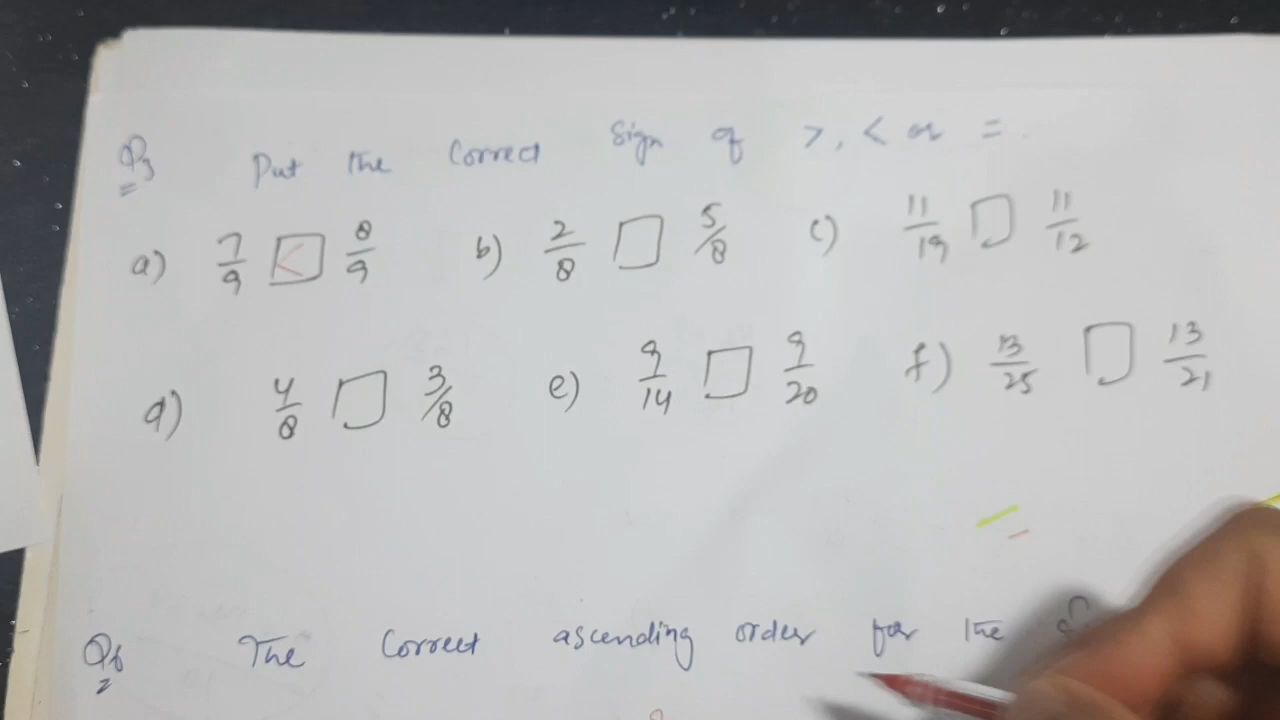 Q3 Put the Correct Sign of >, < or =.
a) 7/9 < 8/9 b) 2/8 □ 5/8 c) 11/19 □ 11/12
d) 4/8 □ 3/8 e) 9/14 □ 9/20 f) 13/25 □ 13/21
The Correct ascending order for the